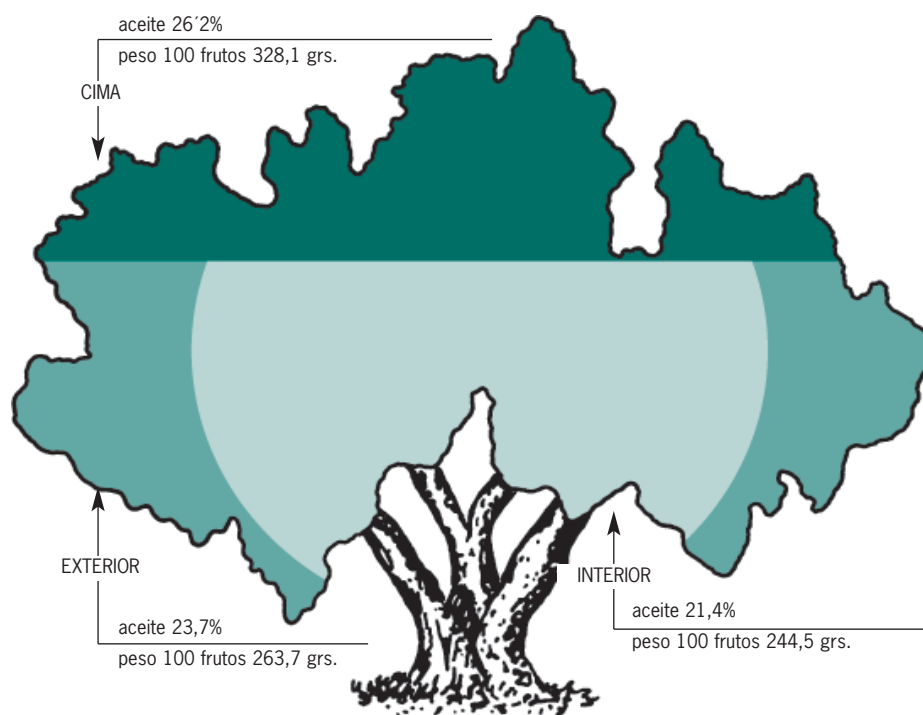 aceite 26´2%
peso 100 frutos 328,1 grs.
CIMA
EXTERIOR
aceite 23,7%
peso 100 frutos 263,7 grs.
INTERIOR
aceite 21,4%
peso 100 frutos 244,5 grs.